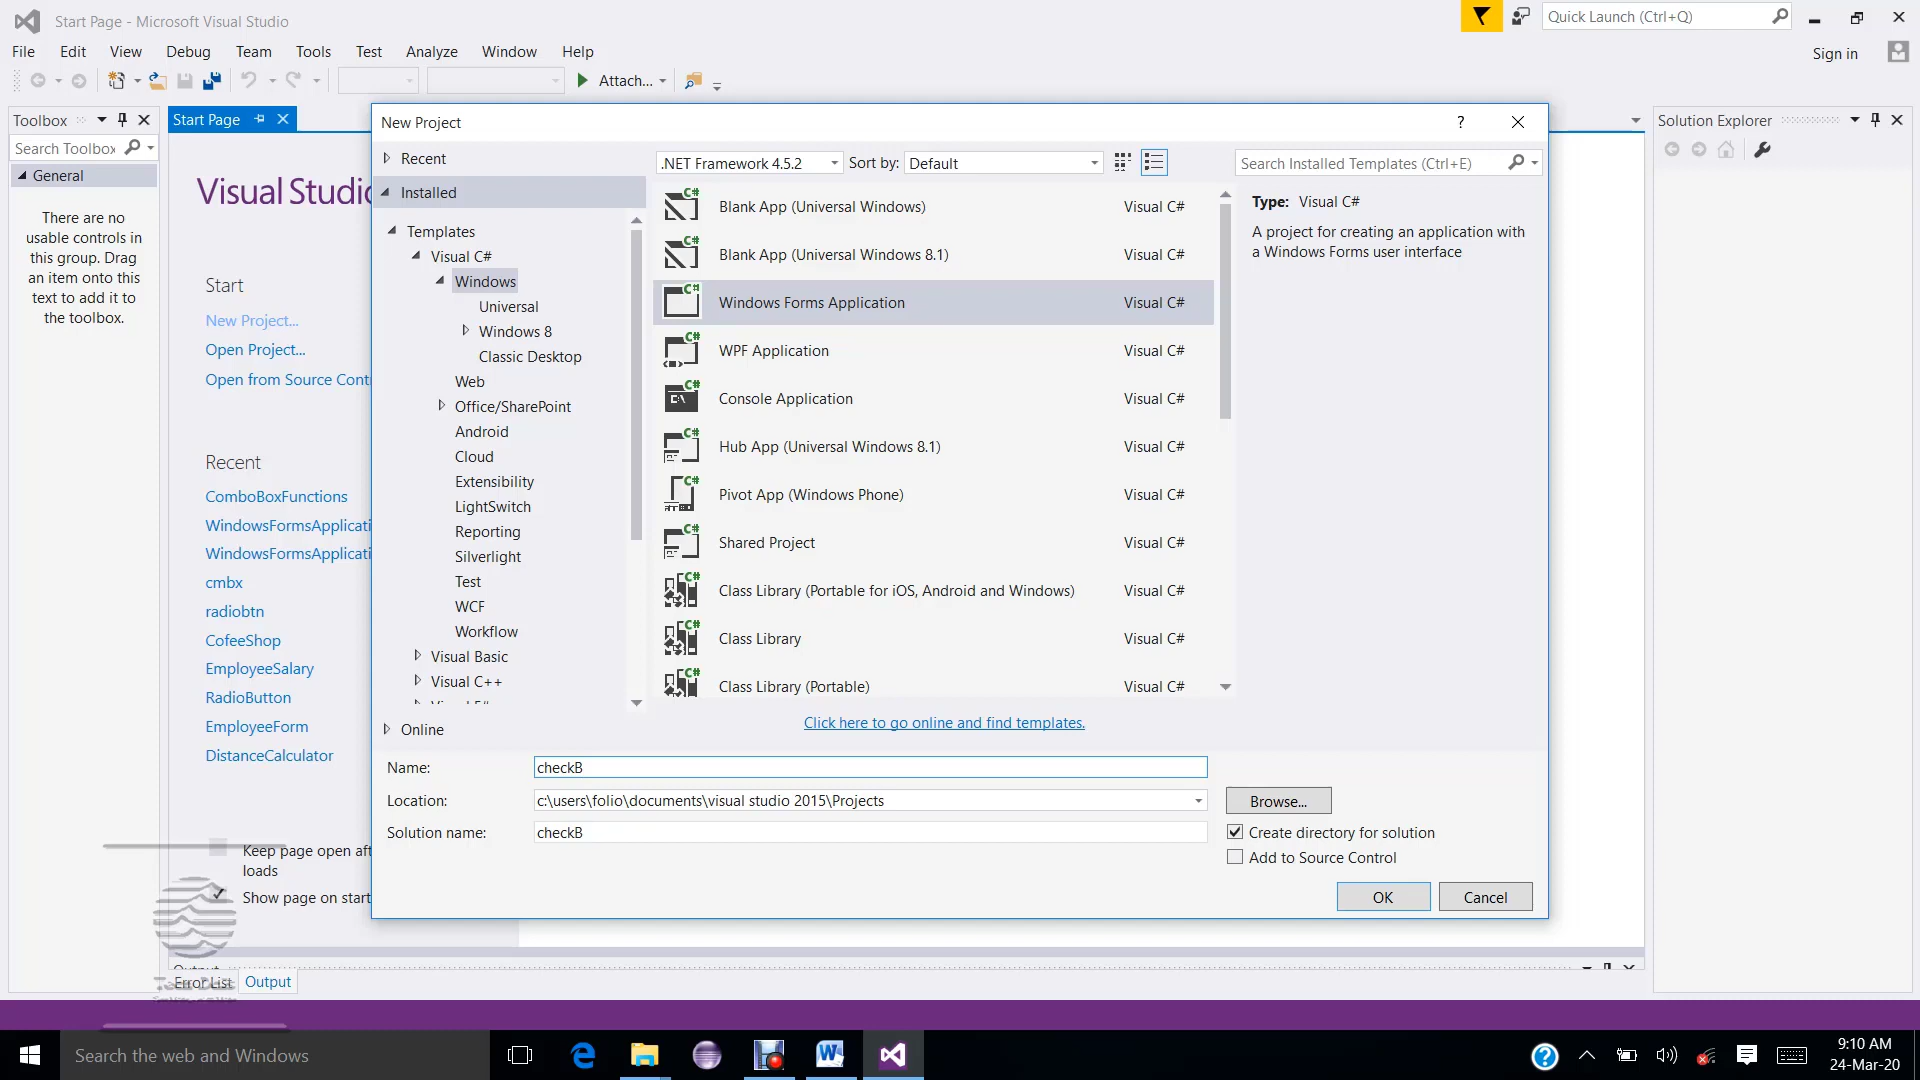 Start Page - Microsoft Visual Studio
Quick Launch (Ctrl+Q)
File Edit View Debug Team Tools Test Analyze Window Help
Sign in
Attach...
Toolbox
Search Toolbox
General
There are no
usable controls in
this group. Drag
an item onto this
text to add it to
the toolbox.
Start Page
Visual Studio
Start
New Project...
Open Project...
Open from Source Cont
Recent
ComboBoxFunctions
WindowsFormsApplicati
WindowsFormsApplicati
cmbx
radiobtn
CofeeShop
EmployeeSalary
RadioButton
EmployeeForm
DistanceCalculator
Keep page open aft
loads
Show page on start
New Project
?
Recent
Installed
Templates
Visual C#
Windows
Universal
Windows 8
Classic Desktop
Web
Office/SharePoint
Android
Cloud
Extensibility
LightSwitch
Reporting
Silverlight
Test
WCF
Workflow
Visual Basic
Visual C++
Online
.NET Framework 4.5.2 Sort by: Default
Search Installed Templates (Ctrl+E)
Blank App (Universal Windows) Visual C#
Blank App (Universal Windows 8.1) Visual C#
Windows Forms Application Visual C#
WPF Application Visual C#
Console Application Visual C#
Hub App (Universal Windows 8.1) Visual C#
Pivot App (Windows Phone) Visual C#
Shared Project Visual C#
Class Library (Portable for iOS, Android and Windows) Visual C#
Class Library Visual C#
Class Library (Portable) Visual C#
Click here to go online and find templates.
Type: Visual C#
A project for creating an application with
a Windows Forms user interface
Name: checkB
Location: c:\users\folio\documents\visual studio 2015\Projects
Browse...
Solution name: checkB
Create directory for solution
Add to Source Control
OK Cancel
Solution Explorer
Output
Error List Output
Search the web and Windows
9:10 AM
24-Mar-20